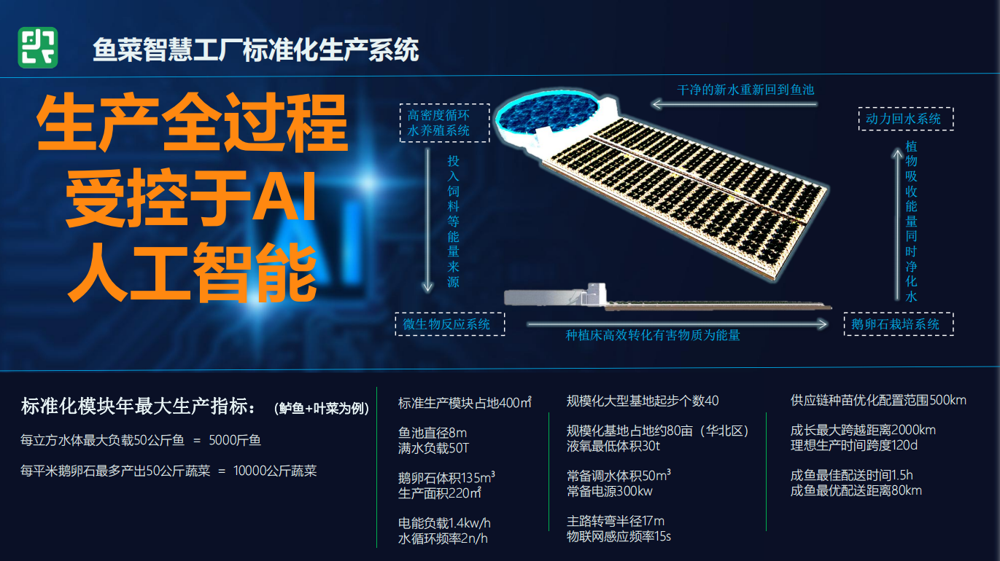 鱼菜智慧工厂标准化生产系统
生产全过程
受控于AI
人工智能
高密度循环
水养殖系统
干净的新水重新回到鱼池
动力回水系统
投入饲料等能量来源
植物吸收能量同时净化水
微生物反应系统
种植床高效转化有害物质为能量
鹅卵石栽培系统
标准化模块年最大生产指标：（鲈鱼+叶菜为例）
每立方水体最大负载50公斤鱼 = 5000斤鱼
每平米鹅卵石最多产出50公斤蔬菜 = 10000公斤蔬菜
标准生产模块占地400㎡
鱼池直径8m
满水负载50T
鹅卵石体积135m³
生产面积220㎡
电能负载1.4kw/h
水循环频率2n/h
规模化大型基地起步个数40
规模化基地占地约80亩（华北区）
液氧最低体积30t
常备调水体积50m³
常备电源300kw
主路转弯半径17m
物联网感应频率15s
供应链种苗优化配置范围500km
成长最大跨越距离2000km
理想生产时间跨度120d
成鱼最佳配送时间1.5h
成鱼最优配送距离80km